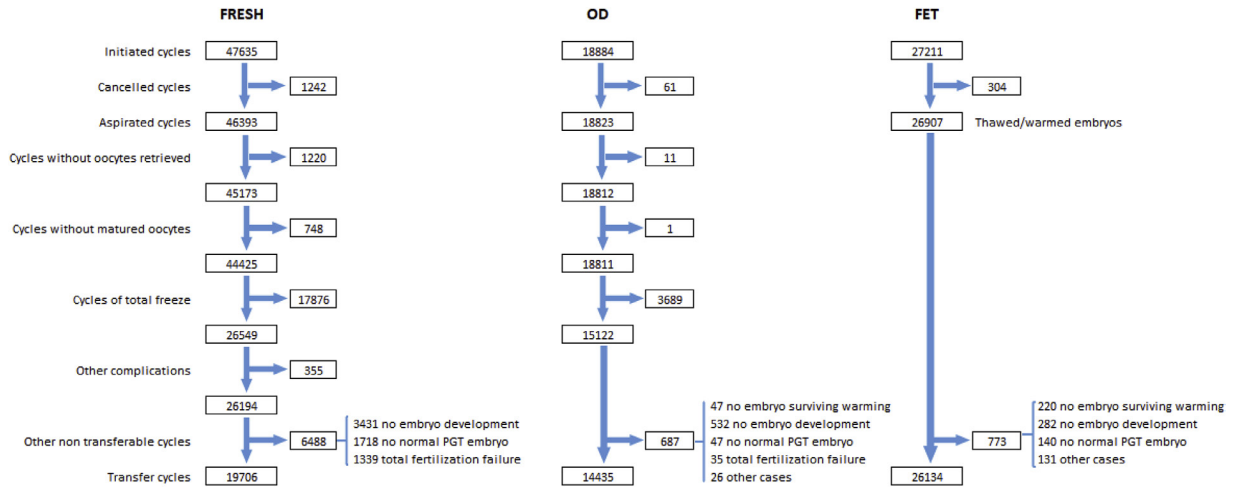 FRESH OD FET
Initiated cycles 47635 18884 27211
Cancelled cycles 1242 61 304
Aspirated cycles 46393 18823 26907 Thawed/warmed embryos
Cycles without oocytes retrieved 1220 11
45173 18812
Cycles without matured oocytes 748 1
44425 18811
Cycles of total freeze 17876 3689
26549 15122
Other complications 355
26194
Other non transferable cycles 6488
3431 no embryo development
1718 no normal PGT embryo
1339 total fertilization failure
687
47 no embryo surviving warming
532 no embryo development
47 no normal PGT embryo
35 total fertilization failure
26 other cases
773
220 no embryo surviving warming
282 no embryo development
140 no normal PGT embryo
131 other cases
Transfer cycles 19706 14435 26134